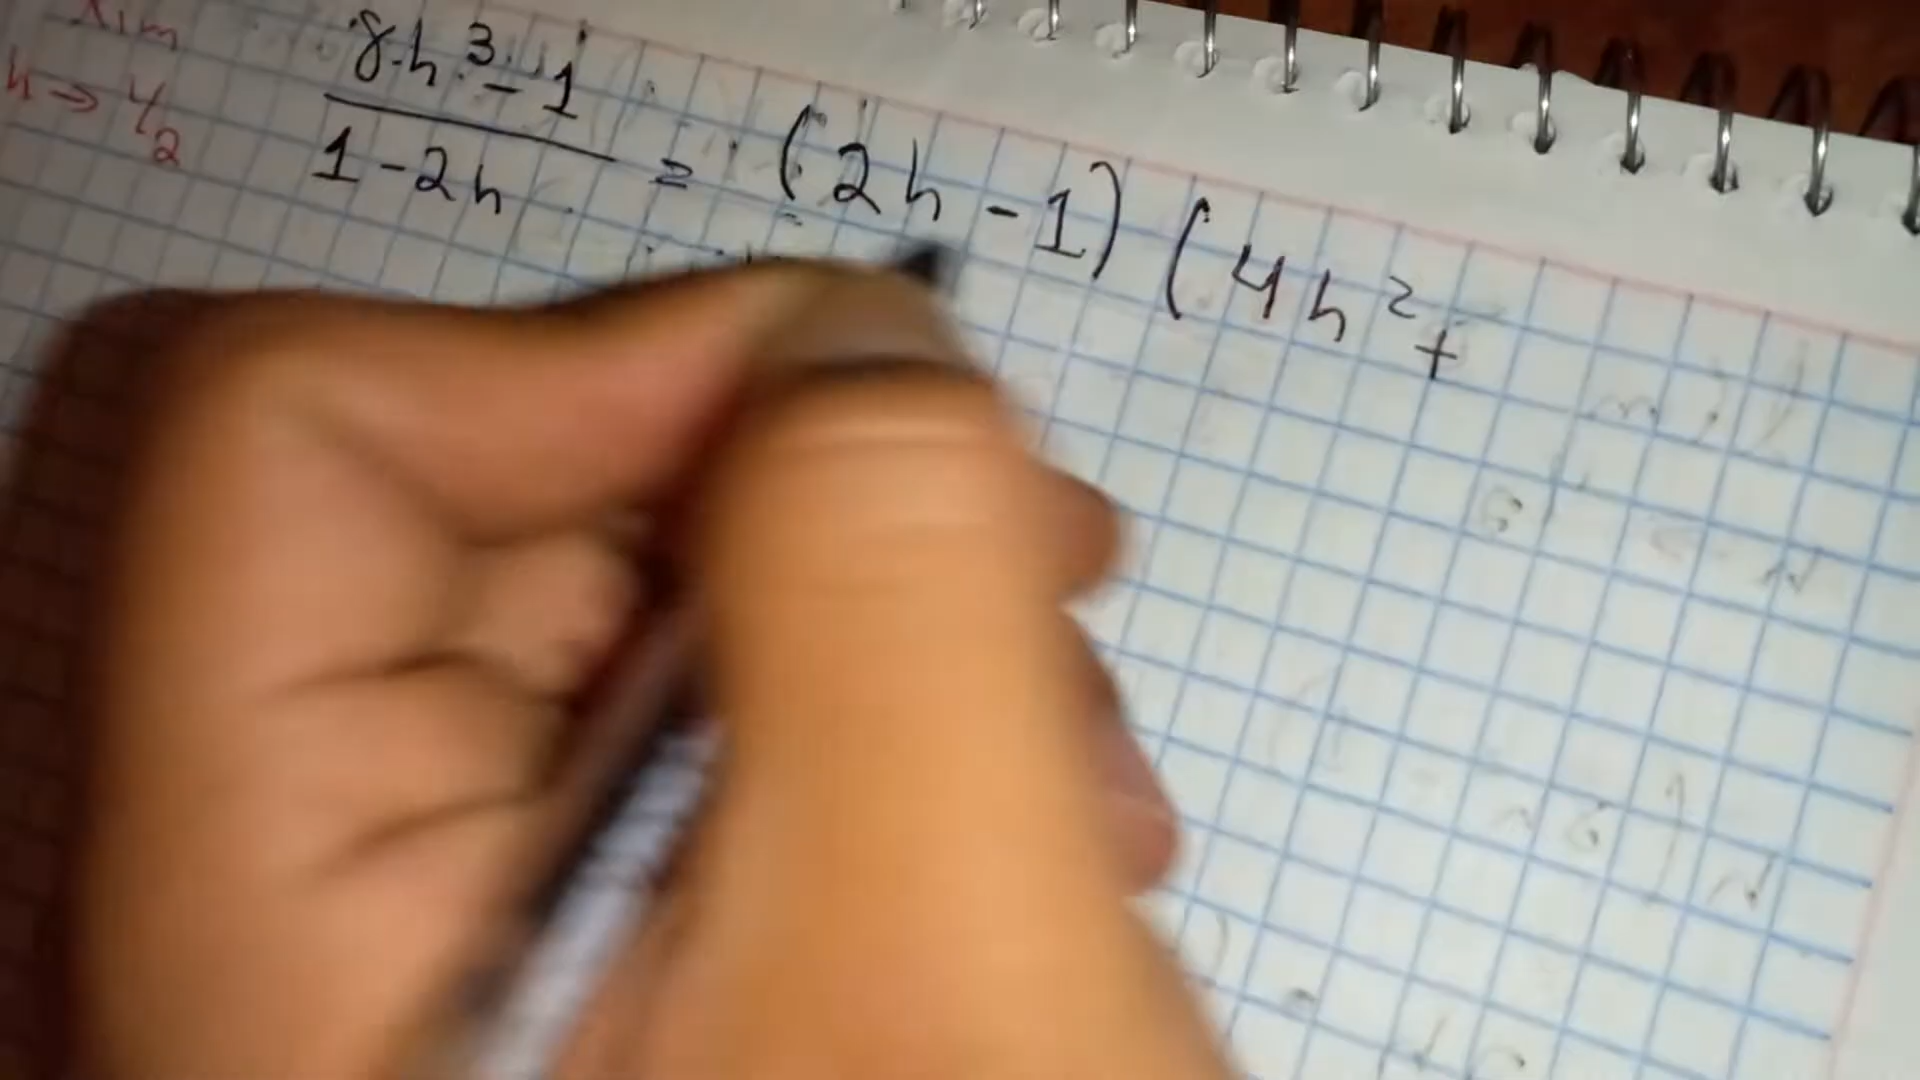 Lim 8h³-1
h→1/2 1-2h = (2h-1)(4h²+